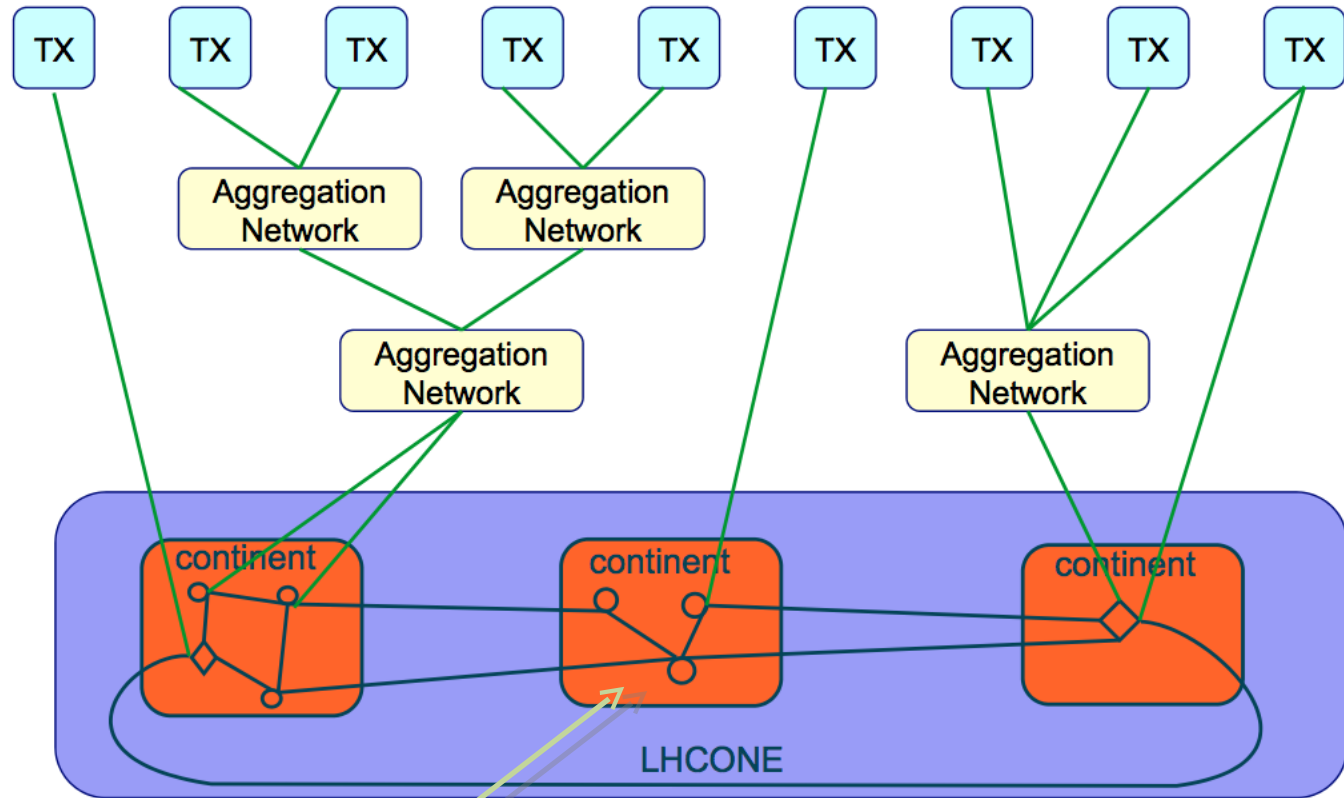 TX
TX
TX
TX
TX
TX
TX
TX
TX
Aggregation
Network
Aggregation
Network
Aggregation
Network
Aggregation
Network
continent
continent
continent
LHCONE